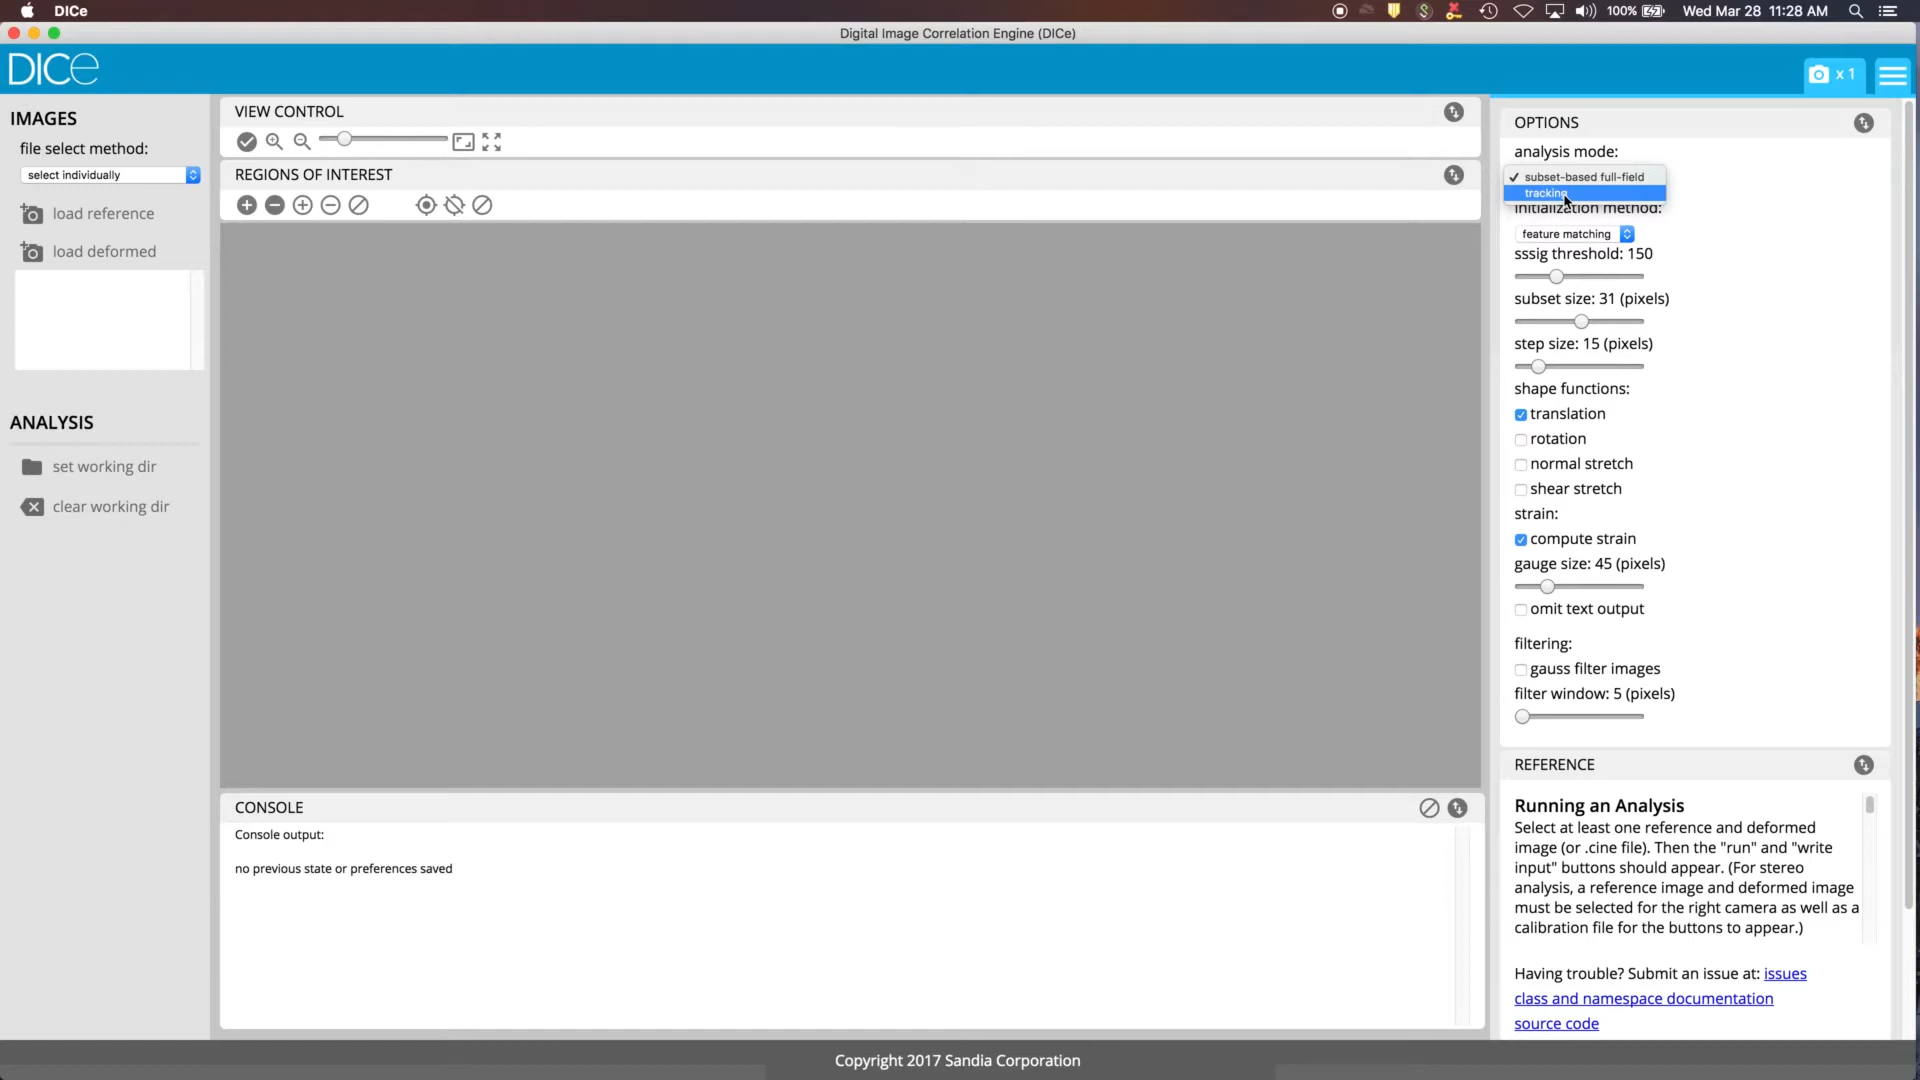 DICe
100%
Wed Mar 28 11:28 AM
Digital Image Correlation Engine (DICe)
DICe
x 1
IMAGES
file select method:
select individually
load reference
load deformed
ANALYSIS
set working dir
clear working dir
VIEW CONTROL
REGIONS OF INTEREST
CONSOLE
Console output:
no previous state or preferences saved
OPTIONS
analysis mode:
✓ subset-based full-field
tracking
initialization method:
feature matching
sssig threshold: 150
subset size: 31 (pixels)
step size: 15 (pixels)
shape functions:
translation
rotation
normal stretch
shear stretch
strain:
compute strain
gauge size: 45 (pixels)
omit text output
filtering:
gauss filter images
filter window: 5 (pixels)
REFERENCE
Running an Analysis
Select at least one reference and deformed
image (or .cine file). Then the "run" and "write
input" buttons should appear. (For stereo
analysis, a reference image and deformed image
must be selected for the right camera as well as a
calibration file for the buttons to appear.)
Having trouble? Submit an issue at: issues
class and namespace documentation
source code
Copyright 2017 Sandia Corporation